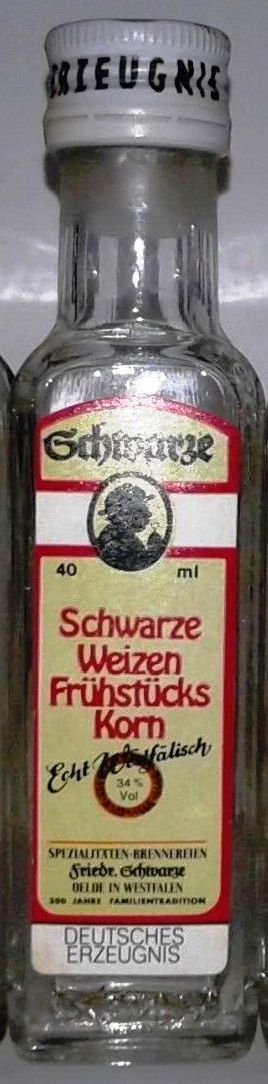 ERZEUGNIS
Schwarze
40 ml
Schwarze
Weizen
Frühstücks
Korn
Echt Westfälisch
34 %
Vol
SPEZIALITÄTEN-BRENNEREIEN
Friedr. Schwarze
OELDE IN WESTFALEN
300 JAHRE FAMILIENTRADITION
DEUTSCHES
ERZEUGNIS